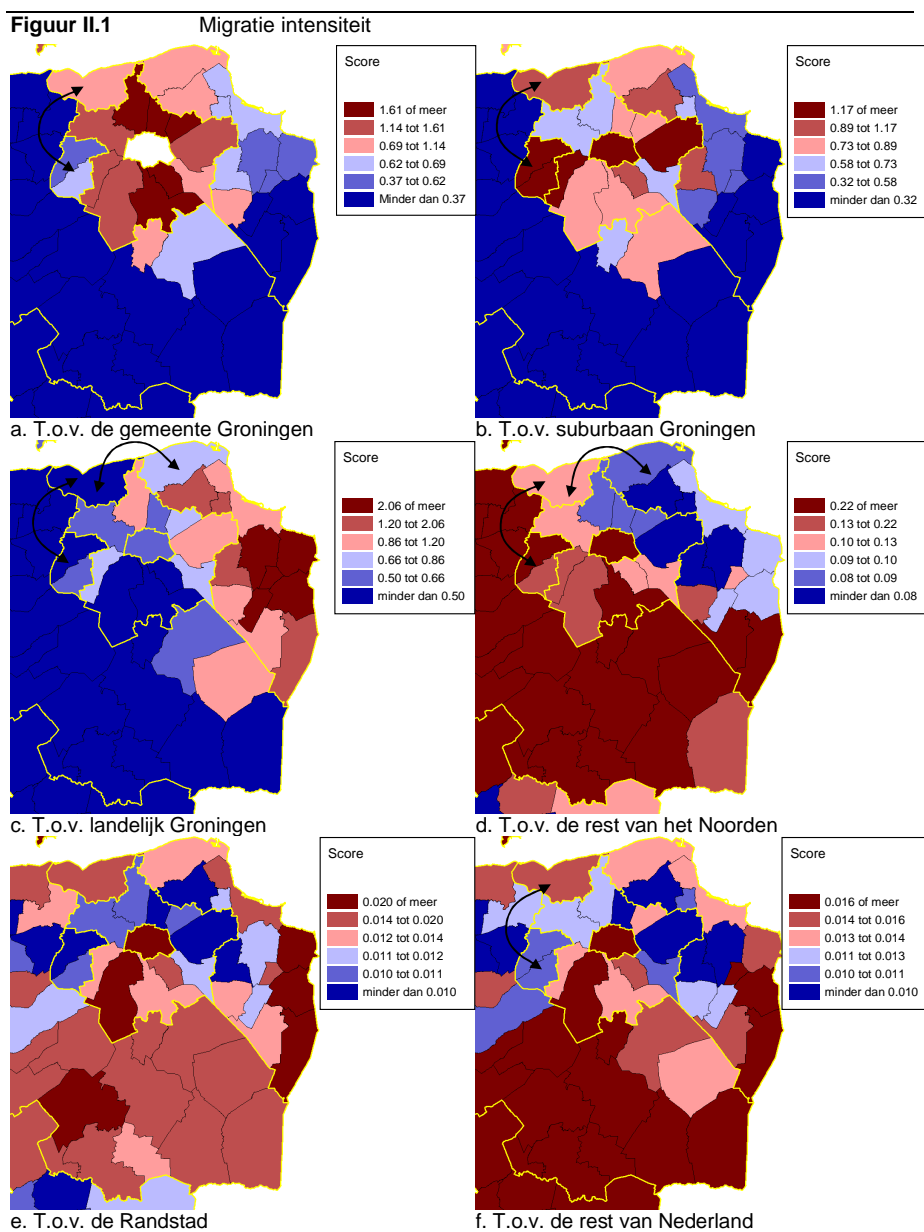 Figuur II.1 Migratie intensiteit
Score
1.61 of meer
1.14 tot 1.61
0.69 tot 1.14
0.62 tot 0.69
0.37 tot 0.62
Minder dan 0.37
Score
1.17 of meer
0.89 tot 1.17
0.73 tot 0.89
0.58 tot 0.73
0.32 tot 0.58
Minder dan 0.32
a. T.o.v. de gemeente Groningen
b. T.o.v. suburbaan Groningen
Score
2.06 of meer
1.20 tot 2.06
0.86 tot 1.20
0.66 tot 0.86
0.50 tot 0.66
minder dan 0.50
Score
0.22 of meer
0.13 tot 0.22
0.10 tot 0.13
0.09 tot 0.10
0.08 tot 0.09
minder dan 0.08
c. T.o.v. landelijk Groningen
d. T.o.v. de rest van het Noorden
Score
0.020 of meer
0.014 tot 0.020
0.012 tot 0.014
0.011 tot 0.012
0.010 tot 0.011
minder dan 0.010
Score
0.016 of meer
0.014 tot 0.016
0.013 tot 0.014
0.011 tot 0.013
0.010 tot 0.011
minder dan 0.010
e. T.o.v. de Randstad
f. T.o.v. de rest van Nederland